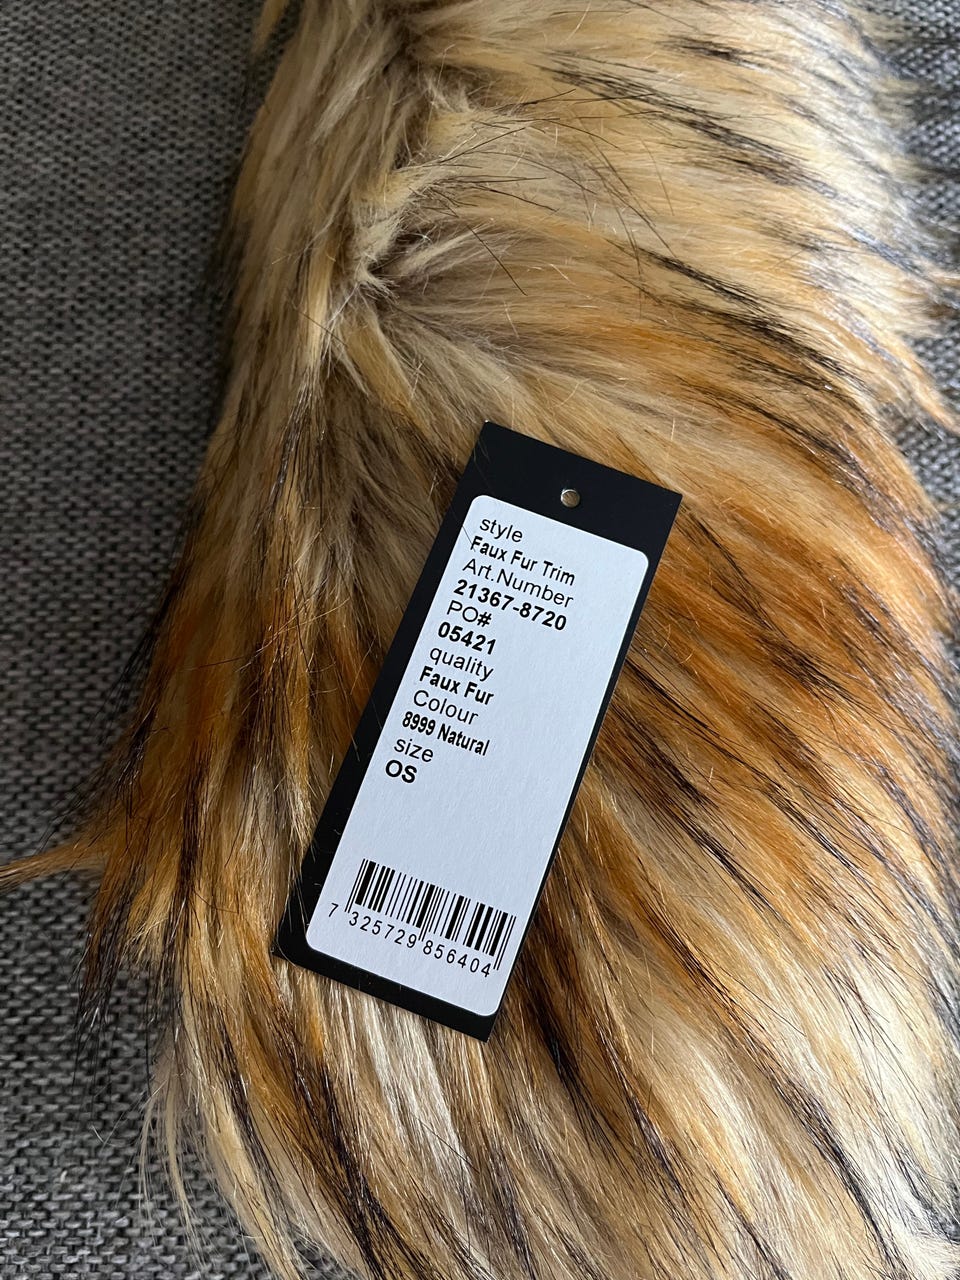 style
Faux Fur Trim
Art.Number
21367-8720
PO#
05421
quality
Faux Fur
Colour
8999 Natural
size
OS
7 325729 856404